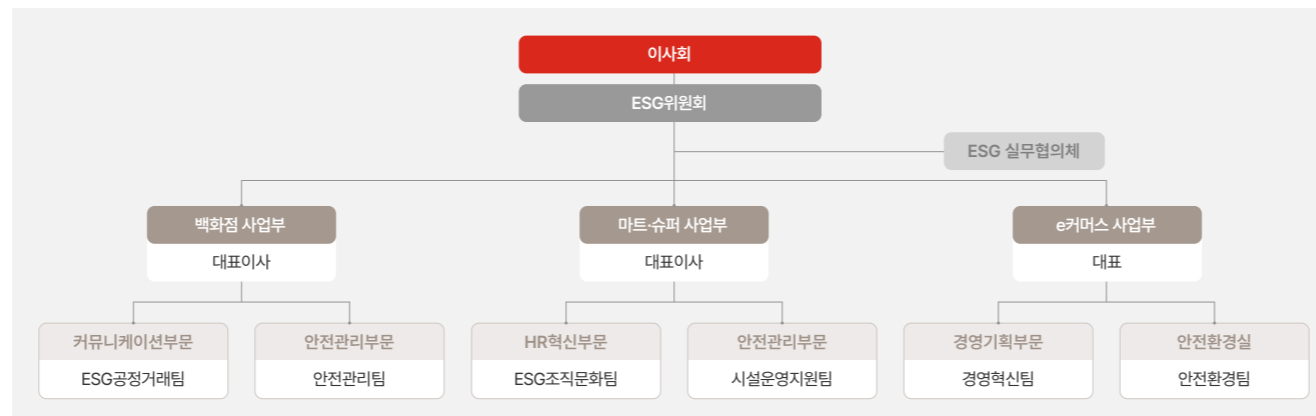 이사회
ESG위원회
ESG 실무협의체
백화점 사업부
대표이사
마트·슈퍼 사업부
대표이사
e커머스 사업부
대표
커뮤니케이션부문
ESG공정거래팀
안전관리부문
안전관리팀
HR혁신부문
ESG조직문화팀
안전관리부문
시설운영지원팀
경영기획부문
경영혁신팀
안전환경실
안전환경팀